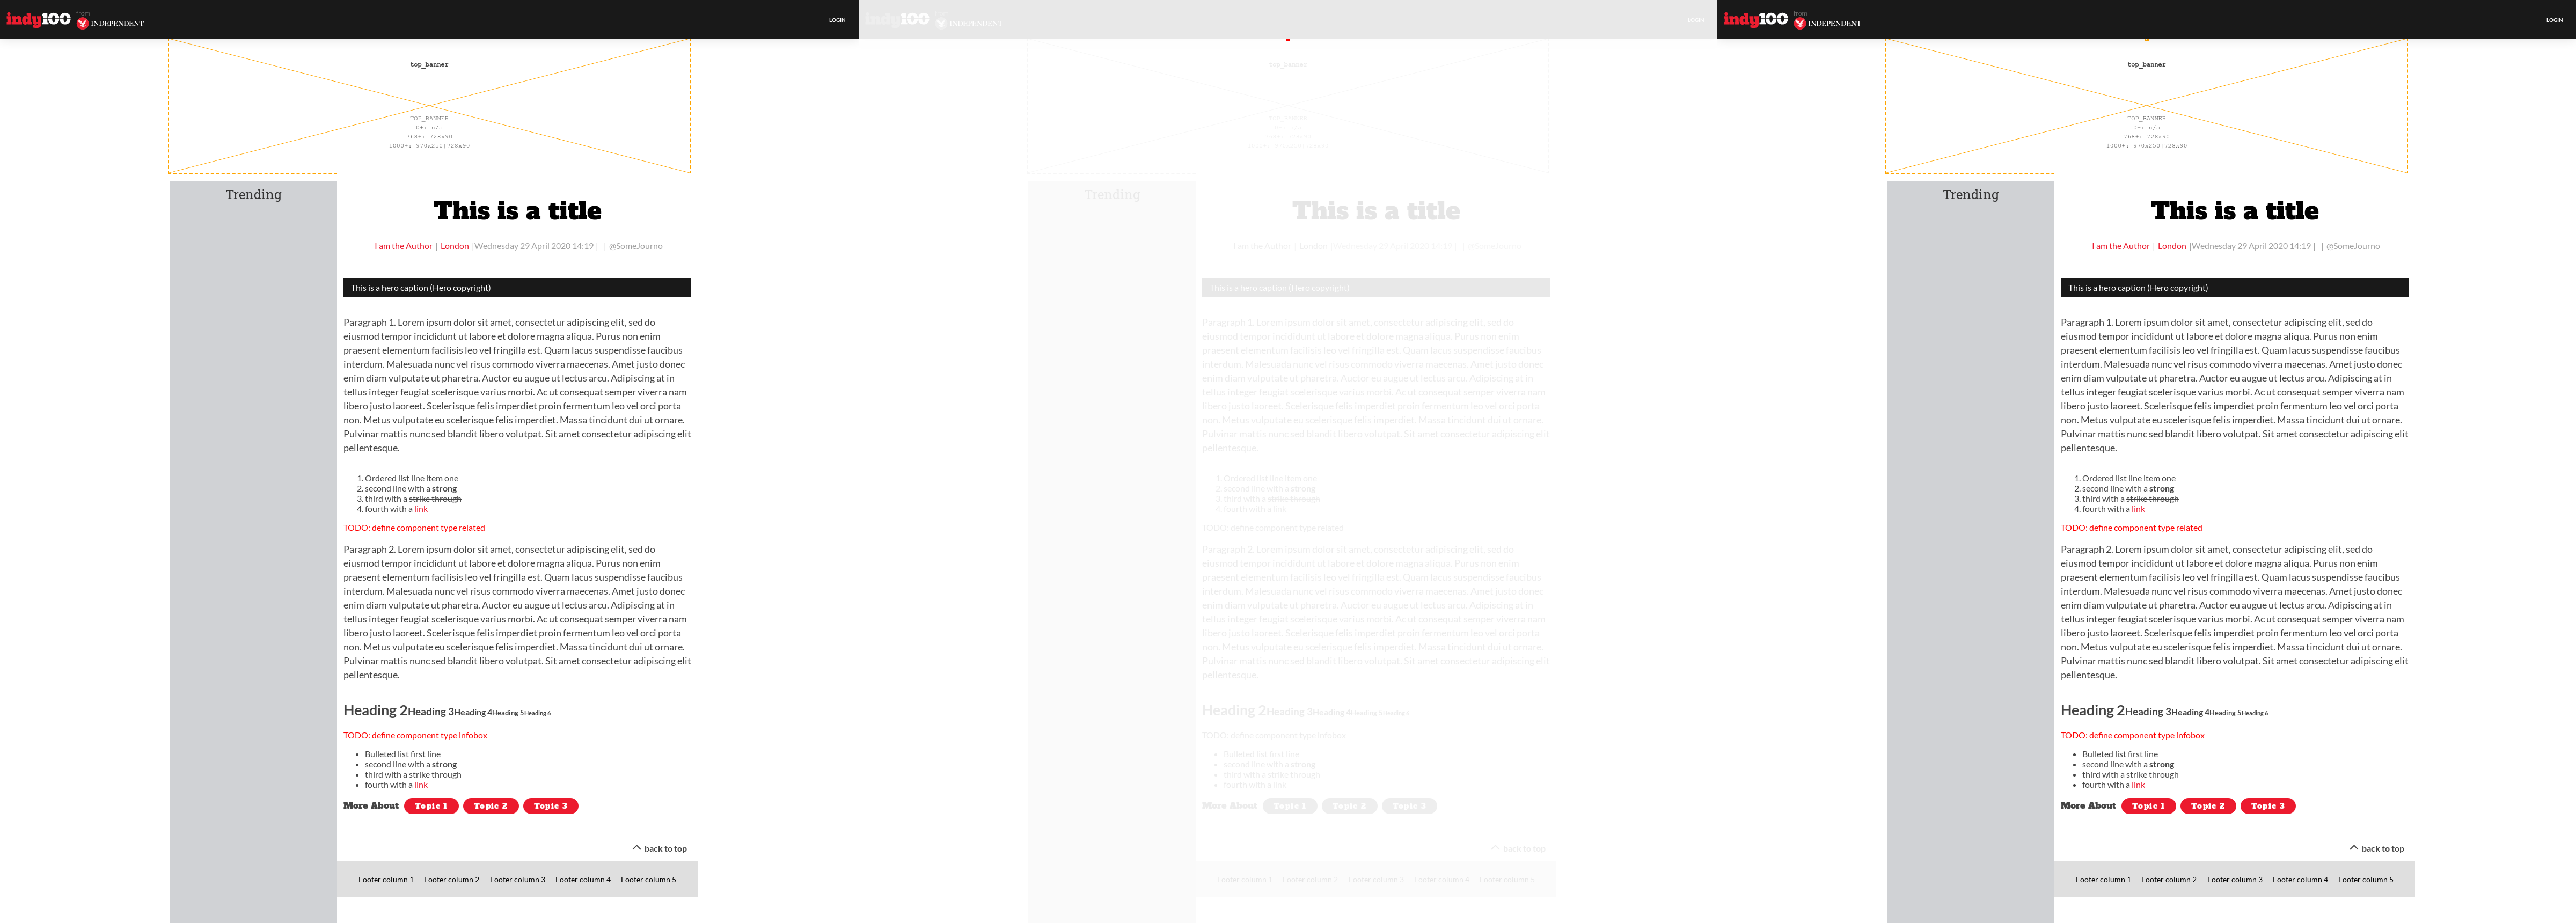 indy100 from INDEPENDENT
LOGIN
top_banner
TOP_BANNER
0+: n/a
768+: 728x90
1000+: 970x250|728x90
Trending
This is a title
I am the Author | London |Wednesday 29 April 2020 14:19 | | @SomeJourno
This is a hero caption (Hero copyright)
Paragraph 1. Lorem ipsum dolor sit amet, consectetur adipiscing elit, sed do
eiusmod tempor incididunt ut labore et dolore magna aliqua. Purus non enim
praesent elementum facilisis leo vel fringilla est. Quam lacus suspendisse faucibus
interdum. Malesuada nunc vel risus commodo viverra maecenas. Amet justo donec
enim diam vulputate ut pharetra. Auctor eu augue ut lectus arcu. Adipiscing at in
tellus integer feugiat scelerisque varius morbi. Ac ut consequat semper viverra nam
libero justo laoreet. Scelerisque felis imperdiet proin fermentum leo vel orci porta
non. Metus vulputate eu scelerisque felis imperdiet. Massa tincidunt dui ut ornare.
Pulvinar mattis nunc sed blandit libero volutpat. Sit amet consectetur adipiscing elit
pellentesque.
1. Ordered list line item one
2. second line with a strong
3. third with a strike through
4. fourth with a link
TODO: define component type related
Paragraph 2. Lorem ipsum dolor sit amet, consectetur adipiscing elit, sed do
eiusmod tempor incididunt ut labore et dolore magna aliqua. Purus non enim
praesent elementum facilisis leo vel fringilla est. Quam lacus suspendisse faucibus
interdum. Malesuada nunc vel risus commodo viverra maecenas. Amet justo donec
enim diam vulputate ut pharetra. Auctor eu augue ut lectus arcu. Adipiscing at in
tellus integer feugiat scelerisque varius morbi. Ac ut consequat semper viverra nam
libero justo laoreet. Scelerisque felis imperdiet proin fermentum leo vel orci porta
non. Metus vulputate eu scelerisque felis imperdiet. Massa tincidunt dui ut ornare.
Pulvinar mattis nunc sed blandit libero volutpat. Sit amet consectetur adipiscing elit
pellentesque.
Heading 2Heading 3Heading 4Heading 5Heading 6
TODO: define component type infobox
• Bulleted list first line
• second line with a strong
• third with a strike through
• fourth with a link
More About Topic 1 Topic 2 Topic 3
back to top
Footer column 1 Footer column 2 Footer column 3 Footer column 4 Footer column 5
indy100 INDEPENDENT
LOGIN
top_banner
TOP_BANNER
Trending
This is a title
I am the Author | London |Wednesday 29 April 2020 14:19 | | @SomeJourno
This is a hero caption (Hero copyright)
Paragraph 1. Lorem ipsum dolor sit amet, consectetur adipiscing elit, sed do
eiusmod tempor incididunt ut labore et dolore magna aliqua. Purus non enim
praesent elementum facilisis leo vel fringilla est. Quam lacus suspendisse faucibus
interdum. Malesuada nunc vel risus commodo viverra maecenas. Amet justo donec
enim diam vulputate ut pharetra. Auctor eu augue ut lectus arcu. Adipiscing at in
tellus integer feugiat scelerisque varius morbi. Ac ut consequat semper viverra nam
libero justo laoreet. Scelerisque felis imperdiet proin fermentum leo vel orci porta
non. Metus vulputate eu scelerisque felis imperdiet. Massa tincidunt dui ut ornare.
Pulvinar mattis nunc sed blandit libero volutpat. Sit amet consectetur adipiscing elit
pellentesque.
1. Ordered list line item one
2. second line with a strong
3. third with a strike through
4. fourth with a link
TODO: define component type related
Paragraph 2. Lorem ipsum dolor sit amet, consectetur adipiscing elit, sed do
eiusmod tempor incididunt ut labore et dolore magna aliqua. Purus non enim
praesent elementum facilisis leo vel fringilla est. Quam lacus suspendisse faucibus
interdum. Malesuada nunc vel risus commodo viverra maecenas. Amet justo donec
enim diam vulputate ut pharetra. Auctor eu augue ut lectus arcu. Adipiscing at in
tellus integer feugiat scelerisque varius morbi. Ac ut consequat semper viverra nam
libero justo laoreet. Scelerisque felis imperdiet proin fermentum leo vel orci porta
non. Metus vulputate eu scelerisque felis imperdiet. Massa tincidunt dui ut ornare.
Pulvinar mattis nunc sed blandit libero volutpat. Sit amet consectetur adipiscing elit
pellentesque.
Heading 2Heading 3Heading 4Heading 5Heading 6
TODO: define component type infobox
• Bulleted list first line
• second line with a strong
• third with a strike through
• fourth with a link
More About Topic 1 Topic 2 Topic 3
back to top
Footer column 1 Footer column 2 Footer column 3 Footer column 4 Footer column 5
indy100 from INDEPENDENT
LOGIN
top_banner
TOP_BANNER
0+: n/a
768+: 728x90
1000+: 970x250|728x90
Trending
This is a title
I am the Author | London |Wednesday 29 April 2020 14:19 | | @SomeJourno
This is a hero caption (Hero copyright)
Paragraph 1. Lorem ipsum dolor sit amet, consectetur adipiscing elit, sed do
eiusmod tempor incididunt ut labore et dolore magna aliqua. Purus non enim
praesent elementum facilisis leo vel fringilla est. Quam lacus suspendisse faucibus
interdum. Malesuada nunc vel risus commodo viverra maecenas. Amet justo donec
enim diam vulputate ut pharetra. Auctor eu augue ut lectus arcu. Adipiscing at in
tellus integer feugiat scelerisque varius morbi. Ac ut consequat semper viverra nam
libero justo laoreet. Scelerisque felis imperdiet proin fermentum leo vel orci porta
non. Metus vulputate eu scelerisque felis imperdiet. Massa tincidunt dui ut ornare.
Pulvinar mattis nunc sed blandit libero volutpat. Sit amet consectetur adipiscing elit
pellentesque.
1. Ordered list line item one
2. second line with a strong
3. third with a strike through
4. fourth with a link
TODO: define component type related
Paragraph 2. Lorem ipsum dolor sit amet, consectetur adipiscing elit, sed do
eiusmod tempor incididunt ut labore et dolore magna aliqua. Purus non enim
praesent elementum facilisis leo vel fringilla est. Quam lacus suspendisse faucibus
interdum. Malesuada nunc vel risus commodo viverra maecenas. Amet justo donec
enim diam vulputate ut pharetra. Auctor eu augue ut lectus arcu. Adipiscing at in
tellus integer feugiat scelerisque varius morbi. Ac ut consequat semper viverra nam
libero justo laoreet. Scelerisque felis imperdiet proin fermentum leo vel orci porta
non. Metus vulputate eu scelerisque felis imperdiet. Massa tincidunt dui ut ornare.
Pulvinar mattis nunc sed blandit libero volutpat. Sit amet consectetur adipiscing elit
pellentesque.
Heading 2Heading 3Heading 4Heading 5Heading 6
TODO: define component type infobox
• Bulleted list first line
• second line with a strong
• third with a strike through
• fourth with a link
More About Topic 1 Topic 2 Topic 3
back to top
Footer column 1 Footer column 2 Footer column 3 Footer column 4 Footer column 5